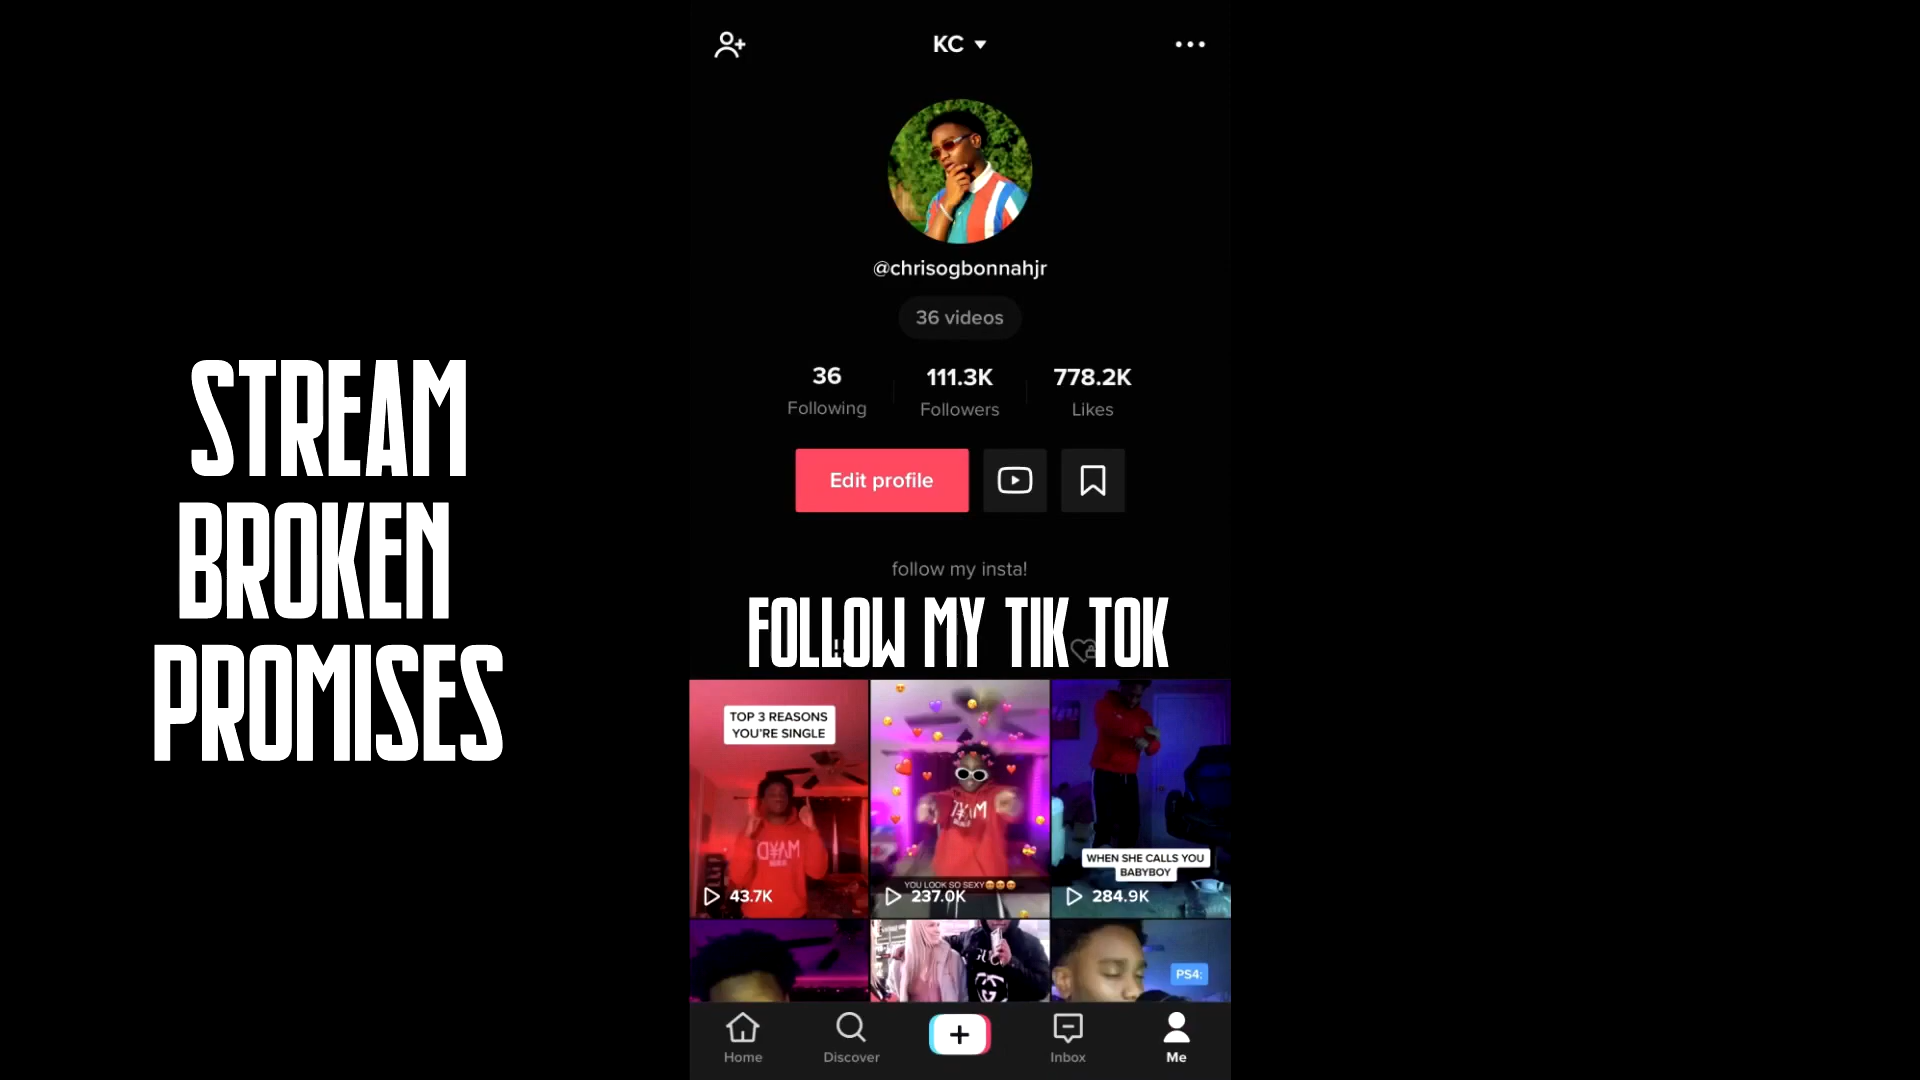 KC
@chrisogbonnahjr
36 videos
36
Following
111.3K
Followers
778.2K
Likes
Edit profile
follow my insta!
FOLLOW MY TIK TOK
STREAM
BROKEN
PROMISES
TOP 3 REASONS
YOU'RE SINGLE
43.7K
YOU LOOK SO SEXY😍😍😍
237.0K
WHEN SHE CALLS YOU
BABYBOY
284.9K
GUCCI
PS4:
Home
Discover
Inbox
Me